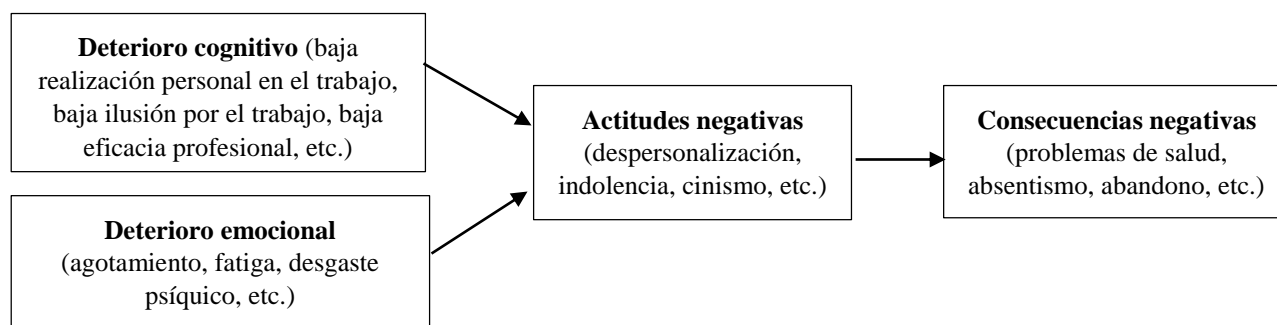 Deterioro cognitivo (baja
realización personal en el trabajo,
baja ilusión por el trabajo, baja
eficacia profesional, etc.)
Deterioro emocional
(agotamiento, fatiga, desgaste
psíquico, etc.)
Actitudes negativas
(despersonalización,
indolencia, cinismo, etc.)
Consecuencias negativas
(problemas de salud,
absentismo, abandono, etc.)